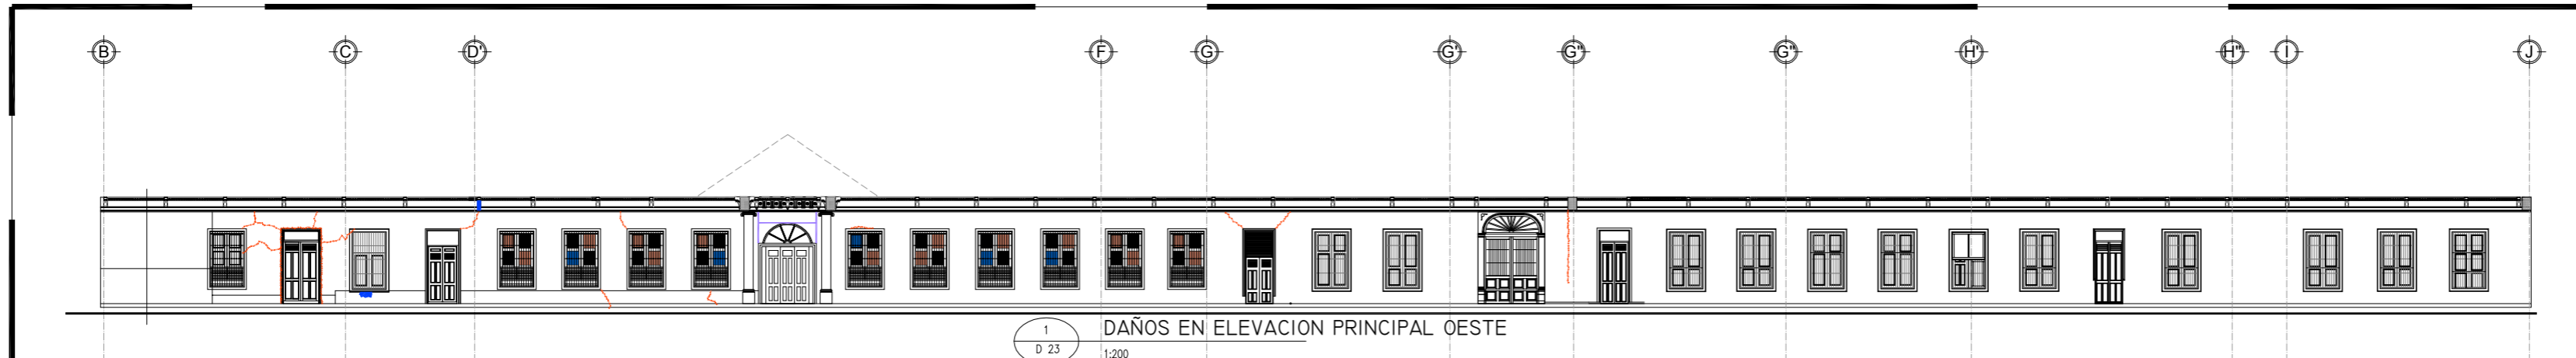 B C D' F G G' G" G" H' H" I J
1 DAÑOS EN ELEVACION PRINCIPAL OESTE
D 23 1:200